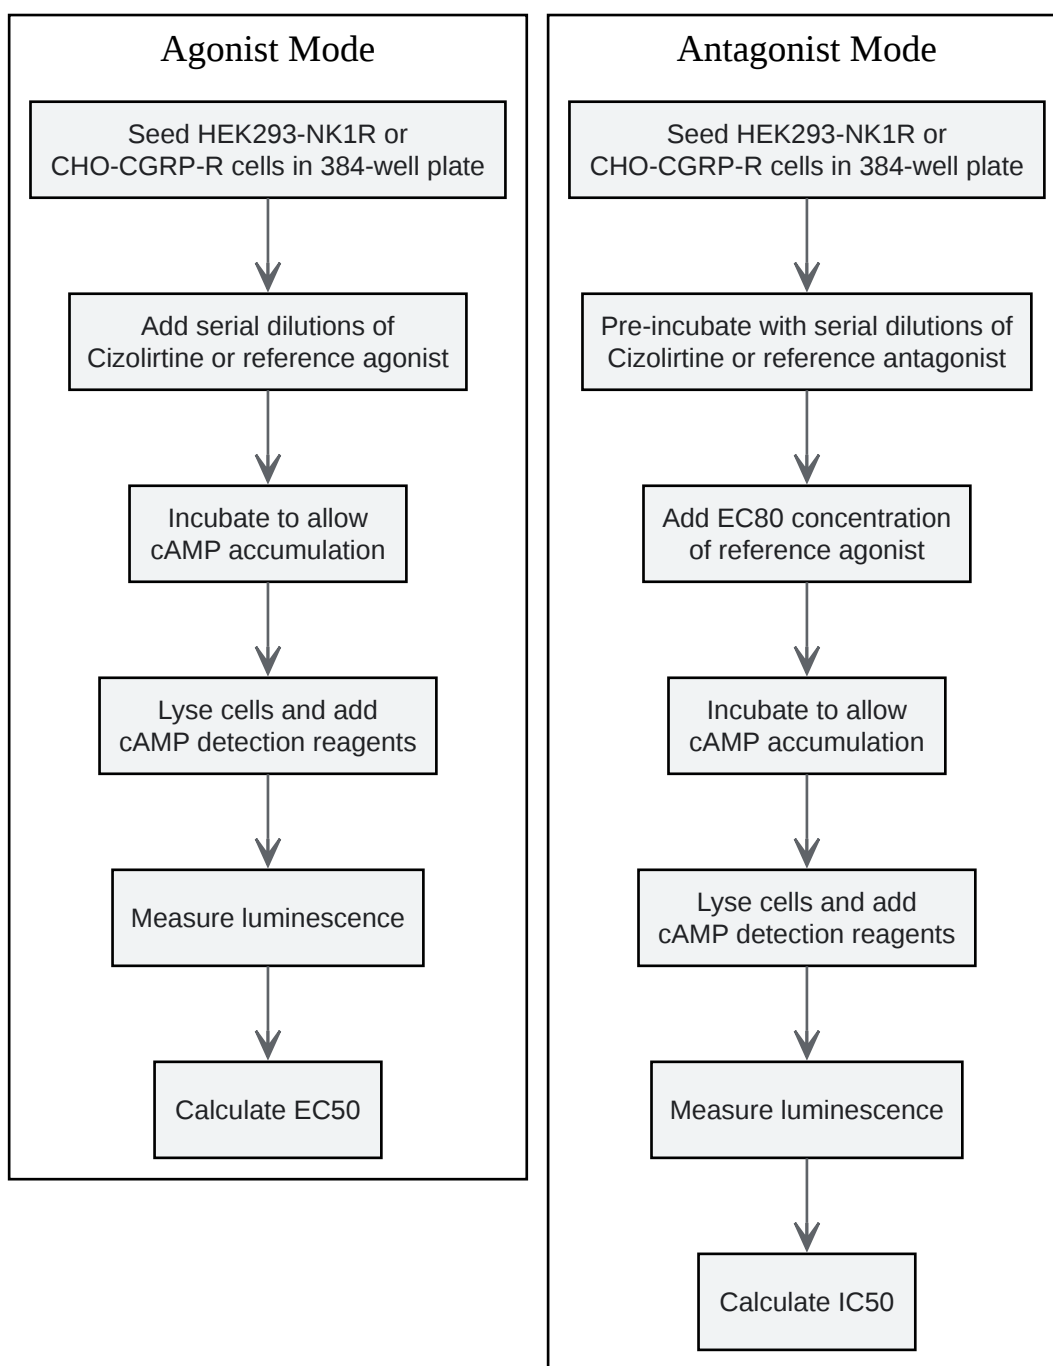 Agonist Mode
Seed HEK293-NK1R or
CHO-CGRP-R cells in 384-well plate
Add serial dilutions of
Cizolirtine or reference agonist
Incubate to allow
cAMP accumulation
Lyse cells and add
cAMP detection reagents
Measure luminescence
Calculate EC50
Antagonist Mode
Seed HEK293-NK1R or
CHO-CGRP-R cells in 384-well plate
Pre-incubate with serial dilutions of
Cizolirtine or reference antagonist
Add EC80 concentration
of reference agonist
Incubate to allow
cAMP accumulation
Lyse cells and add
cAMP detection reagents
Measure luminescence
Calculate IC50